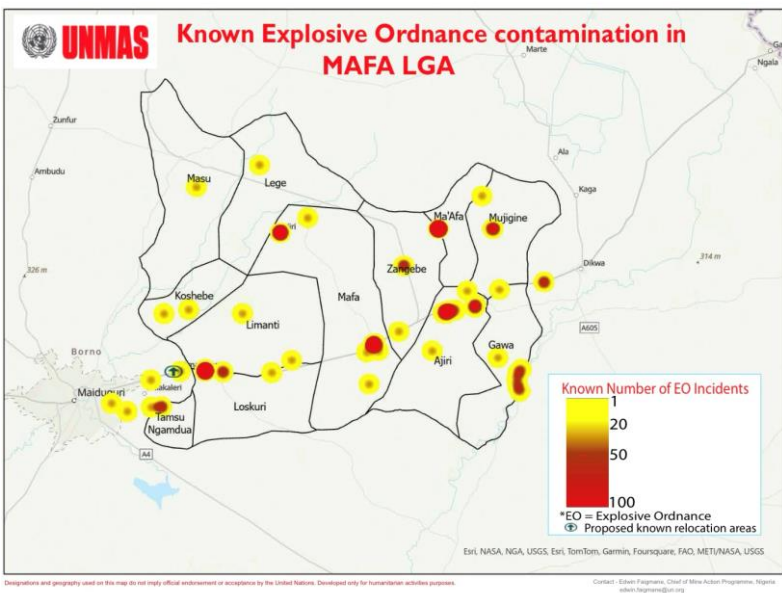 UNMAS
Known Explosive Ordnance contamination in
MAFA LGA
Marte
Ngala
Zunfur
Ala
Ambudu
Masu
Lege
Kaga
Ma'Afa
Mujigine
Zangebe
Dikwa
326 m
314 m
Koshebe
Mafa
Limanti
A605
Borno
Gawa
Ajiri
Maiduguri
Loskuri
Tamsu
Ngamdua
A4
Known Number of EO Incidents
1
20
50
100
*EO = Explosive Ordnance
Proposed known relocation areas
Esri, NASA, NGA, USGS, Esri, TomTom, Garmin, Foursquare, FAO, METI/NASA, USGS
Designations and geography used on this map do not imply official endorsement or acceptance by the United Nations. Developed only for humanitarian activities purposes.
Contact - Edwin Faigmane, Chief of Mine Action Programme, Nigeria
edwin.faigmane@un.org